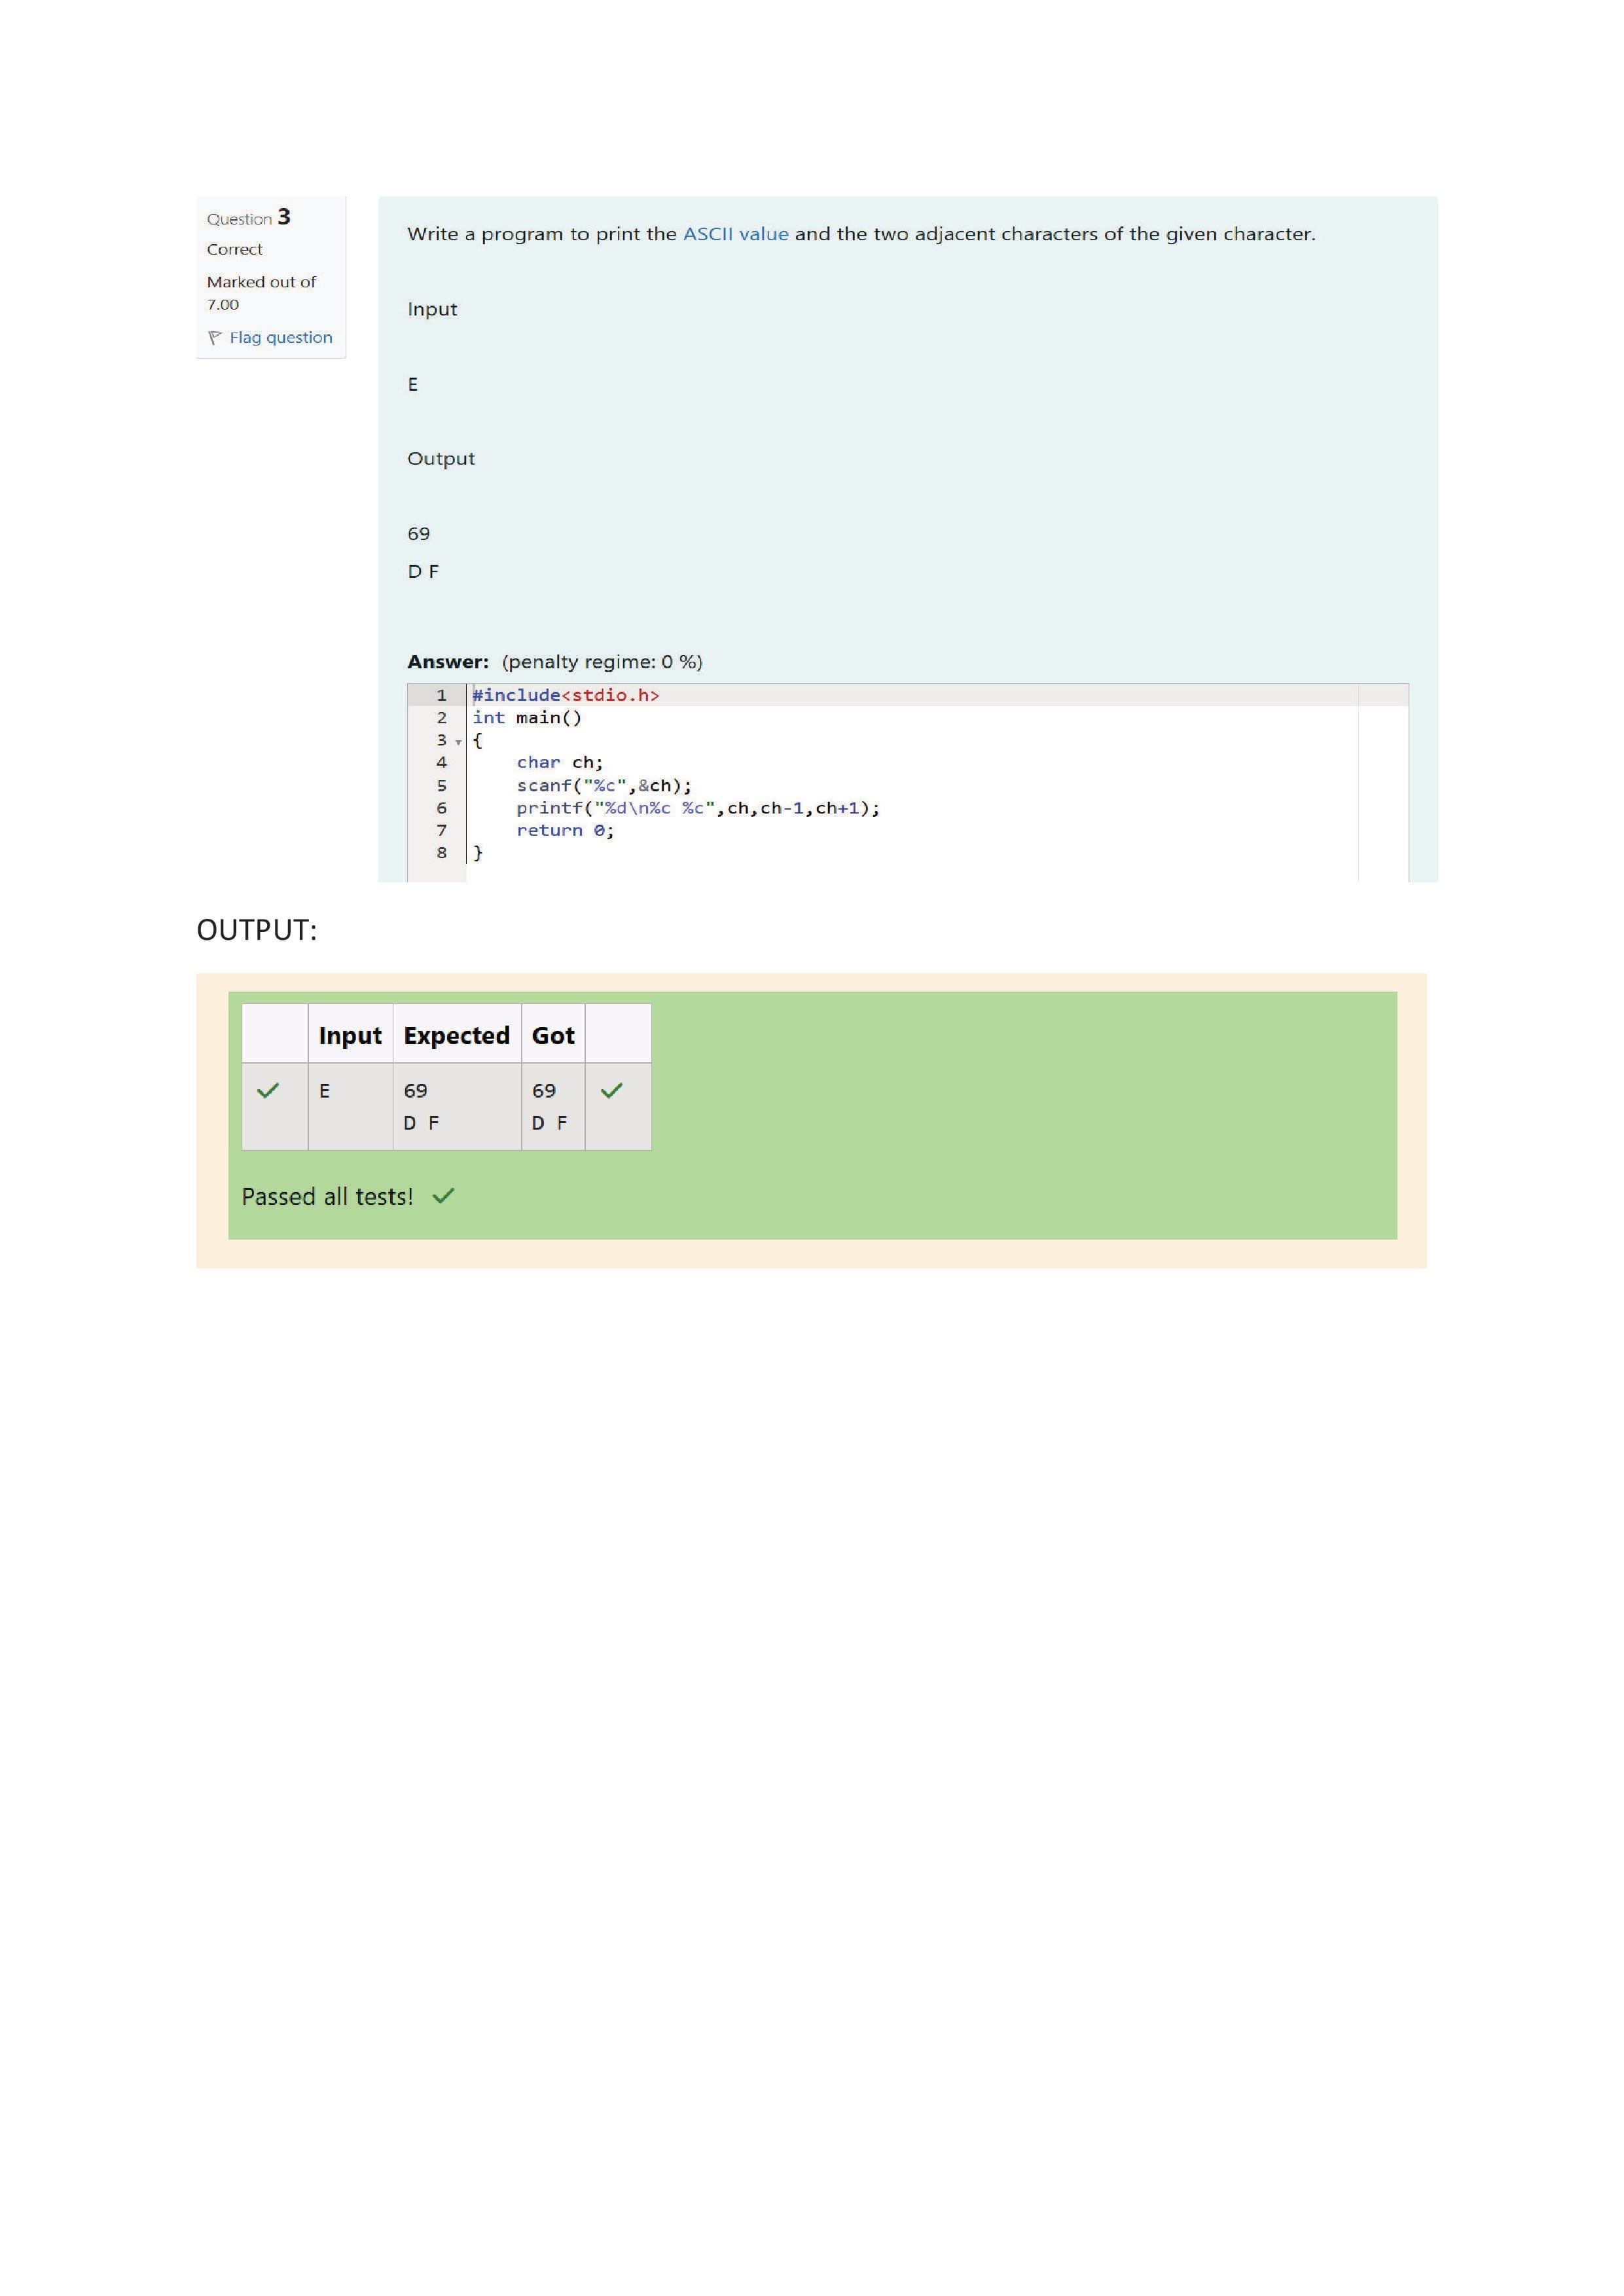 Question 3
Correct
Marked out of
7.00
Flag question
Write a program to print the ASCII value and the two adjacent characters of the given character.
Input
E
Output
69
D F
Answer: (penalty regime: 0 %)
1 #include<stdio.h>
2 int main()
3 {
4 char ch;
5 scanf("%c",&ch);
6 printf("%d\n%c %c",ch,ch-1,ch+1);
7 return 0;
8 }
OUTPUT:
Input Expected Got
E 69 69
D F D F
Passed all tests!